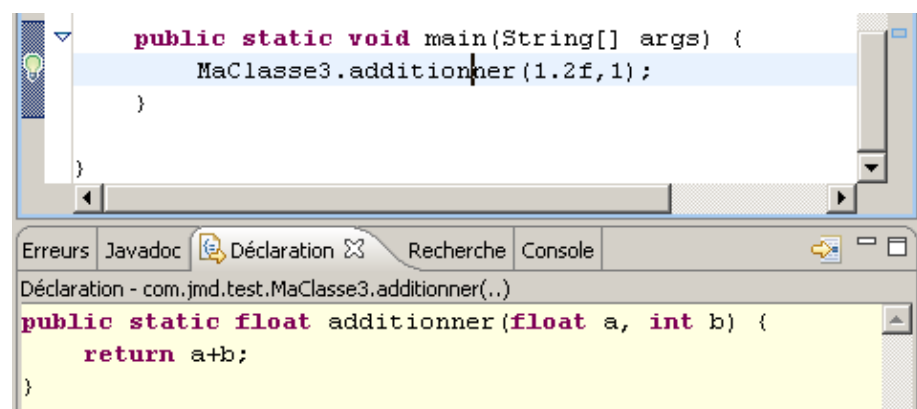 public static void main(String[] args) {
MaClasse3.additionner(1.2f,1);
}
}
Erreurs Javadoc Déclaration Recherche Console
Déclaration - com.jmd.test.MaClasse3.additionner(..)
public static float additionner(float a, int b) {
return a+b;
}